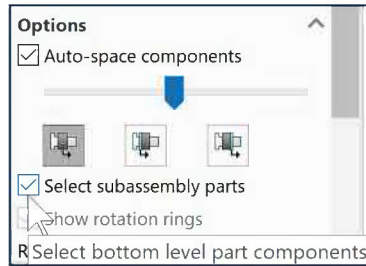 Options
Auto-space components
Select subassembly parts
Show rotation rings
R
Select bottom level part components